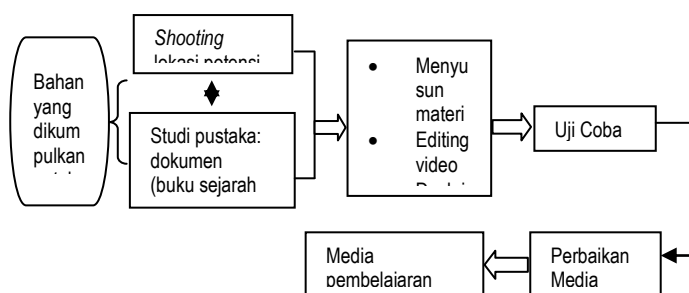 Bahan
yang
dikum
pulkan
Shooting
lokasi potensi
Studi pustaka:
dokumen
(buku sejarah
• Menyu
sun
materi
• Editing
video
Uji Coba
Perbaikan
Media
Media
pembelajaran